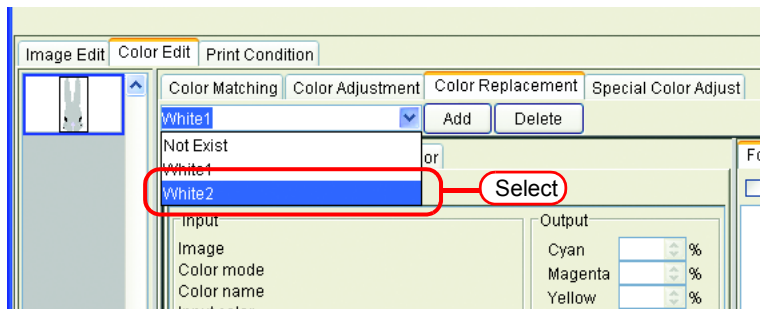 Image Edit Color Edit Print Condition
Color Matching Color Adjustment Color Replacement Special Color Adjust
White1 Add Delete
Not Exist
White1
White2
or
Select
Input
Image
Color mode
Color name
Output
Cyan %
Magenta %
Yellow %